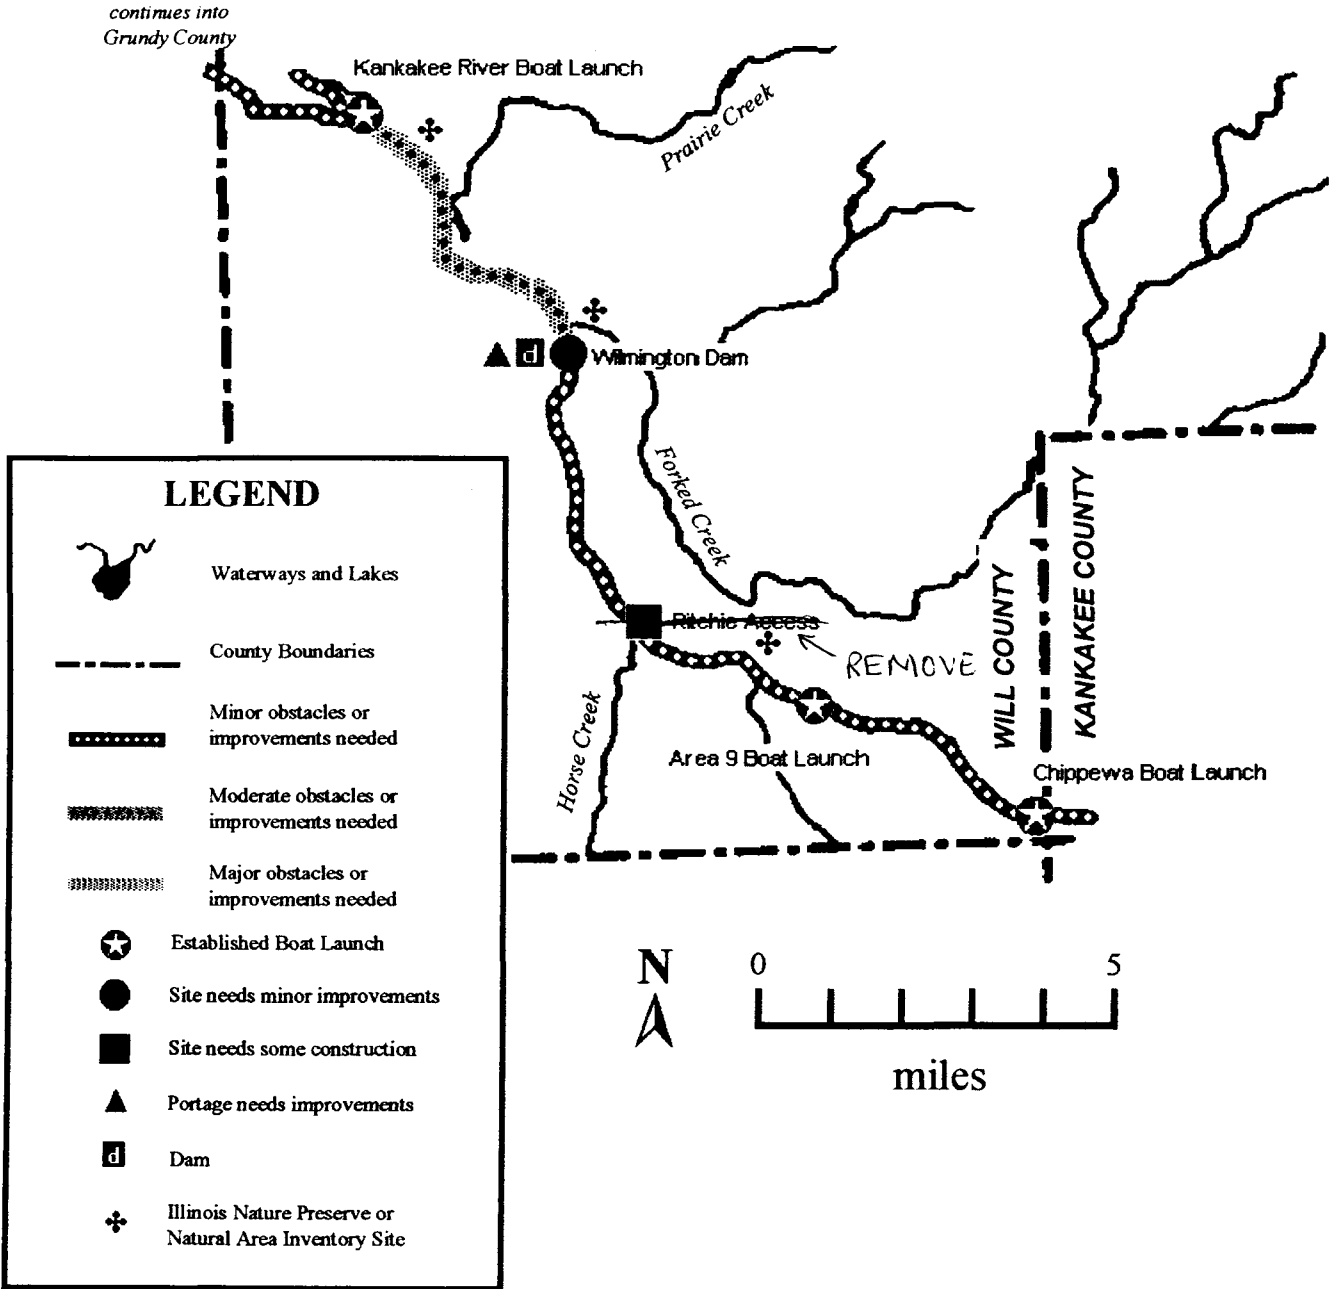 continues into
Grundy County
Kankakee River Boat Launch
Prairie Creek
d
Wilmington Dam
Forked Creek
Ritchie Access
REMOVE
WILL COUNTY
KANKAKEE COUNTY
Horse Creek
Area 9 Boat Launch
Chippewa Boat Launch
LEGEND
Waterways and Lakes
County Boundaries
Minor obstacles or
improvements needed
Moderate obstacles or
improvements needed
Major obstacles or
improvements needed
Established Boat Launch
Site needs minor improvements
Site needs some construction
Portage needs improvements
d
Dam
Illinois Nature Preserve or
Natural Area Inventory Site
N
0 5
miles